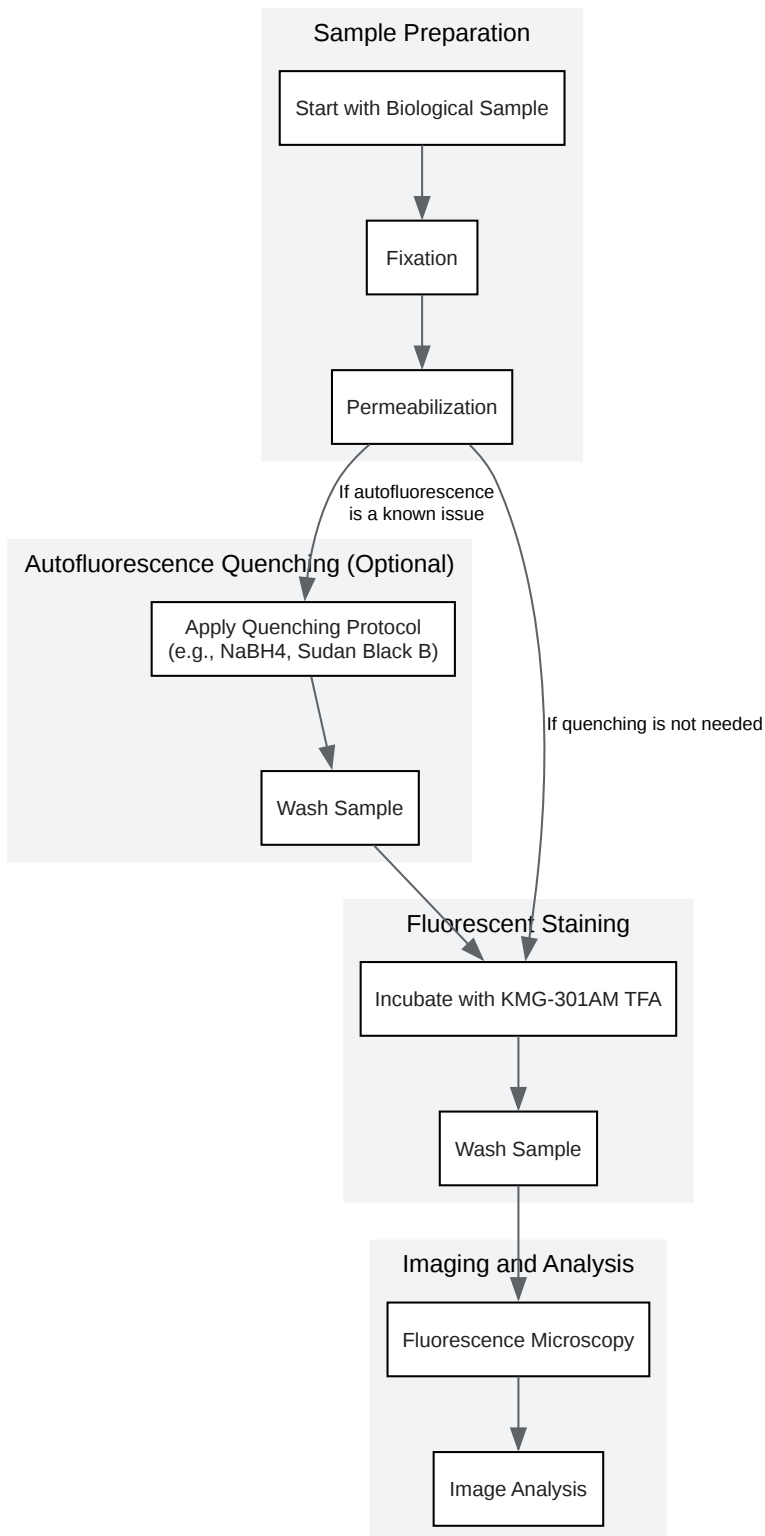 Sample Preparation
Start with Biological Sample
Fixation
Permeabilization
If autofluorescence
is a known issue
Autofluorescence Quenching (Optional)
Apply Quenching Protocol
(e.g., NaBH4, Sudan Black B)
If quenching is not needed
Wash Sample
Fluorescent Staining
Incubate with KMG-301AM TFA
Wash Sample
Imaging and Analysis
Fluorescence Microscopy
Image Analysis